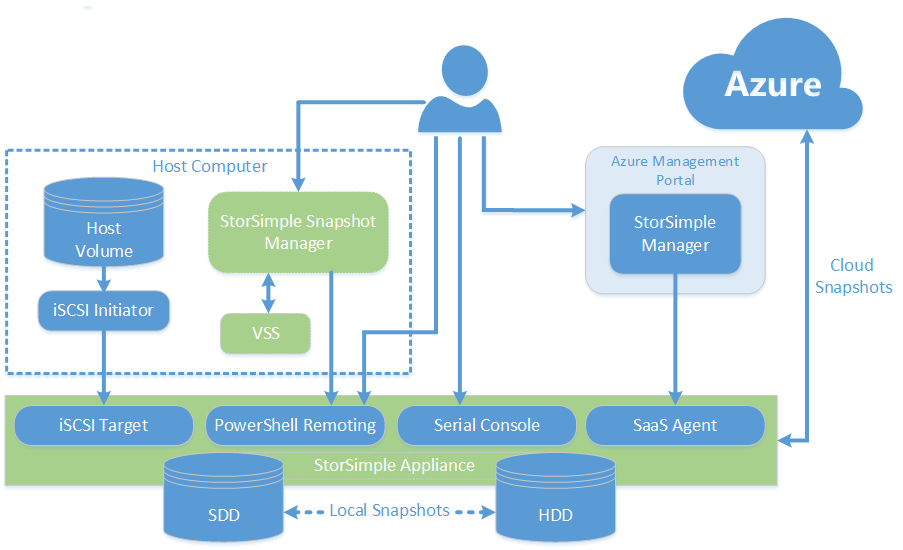 Azure
Host Computer
Azure Management
Portal
Host
Volume
StorSimple Snapshot
Manager
StorSimple
Manager
Cloud
Snapshots
iSCSI Initiator
VSS
iSCSI Target
PowerShell Remoting
Serial Console
SaaS Agent
StorSimple Appliance
SDD
Local Snapshots
HDD